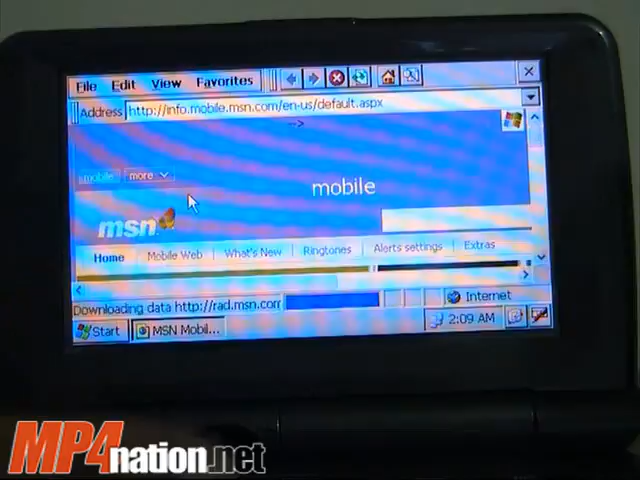 File Edit View Favorites
Address http://info.mobile.msn.com/en-us/default.aspx
-->
mobile more
mobile
msn
Home Mobile Web What's New Ringtones Alerts settings Extras
Downloading data http://rad.msn.com Internet
Start MSN Mobil... 2:09 AM
MP4nation.net